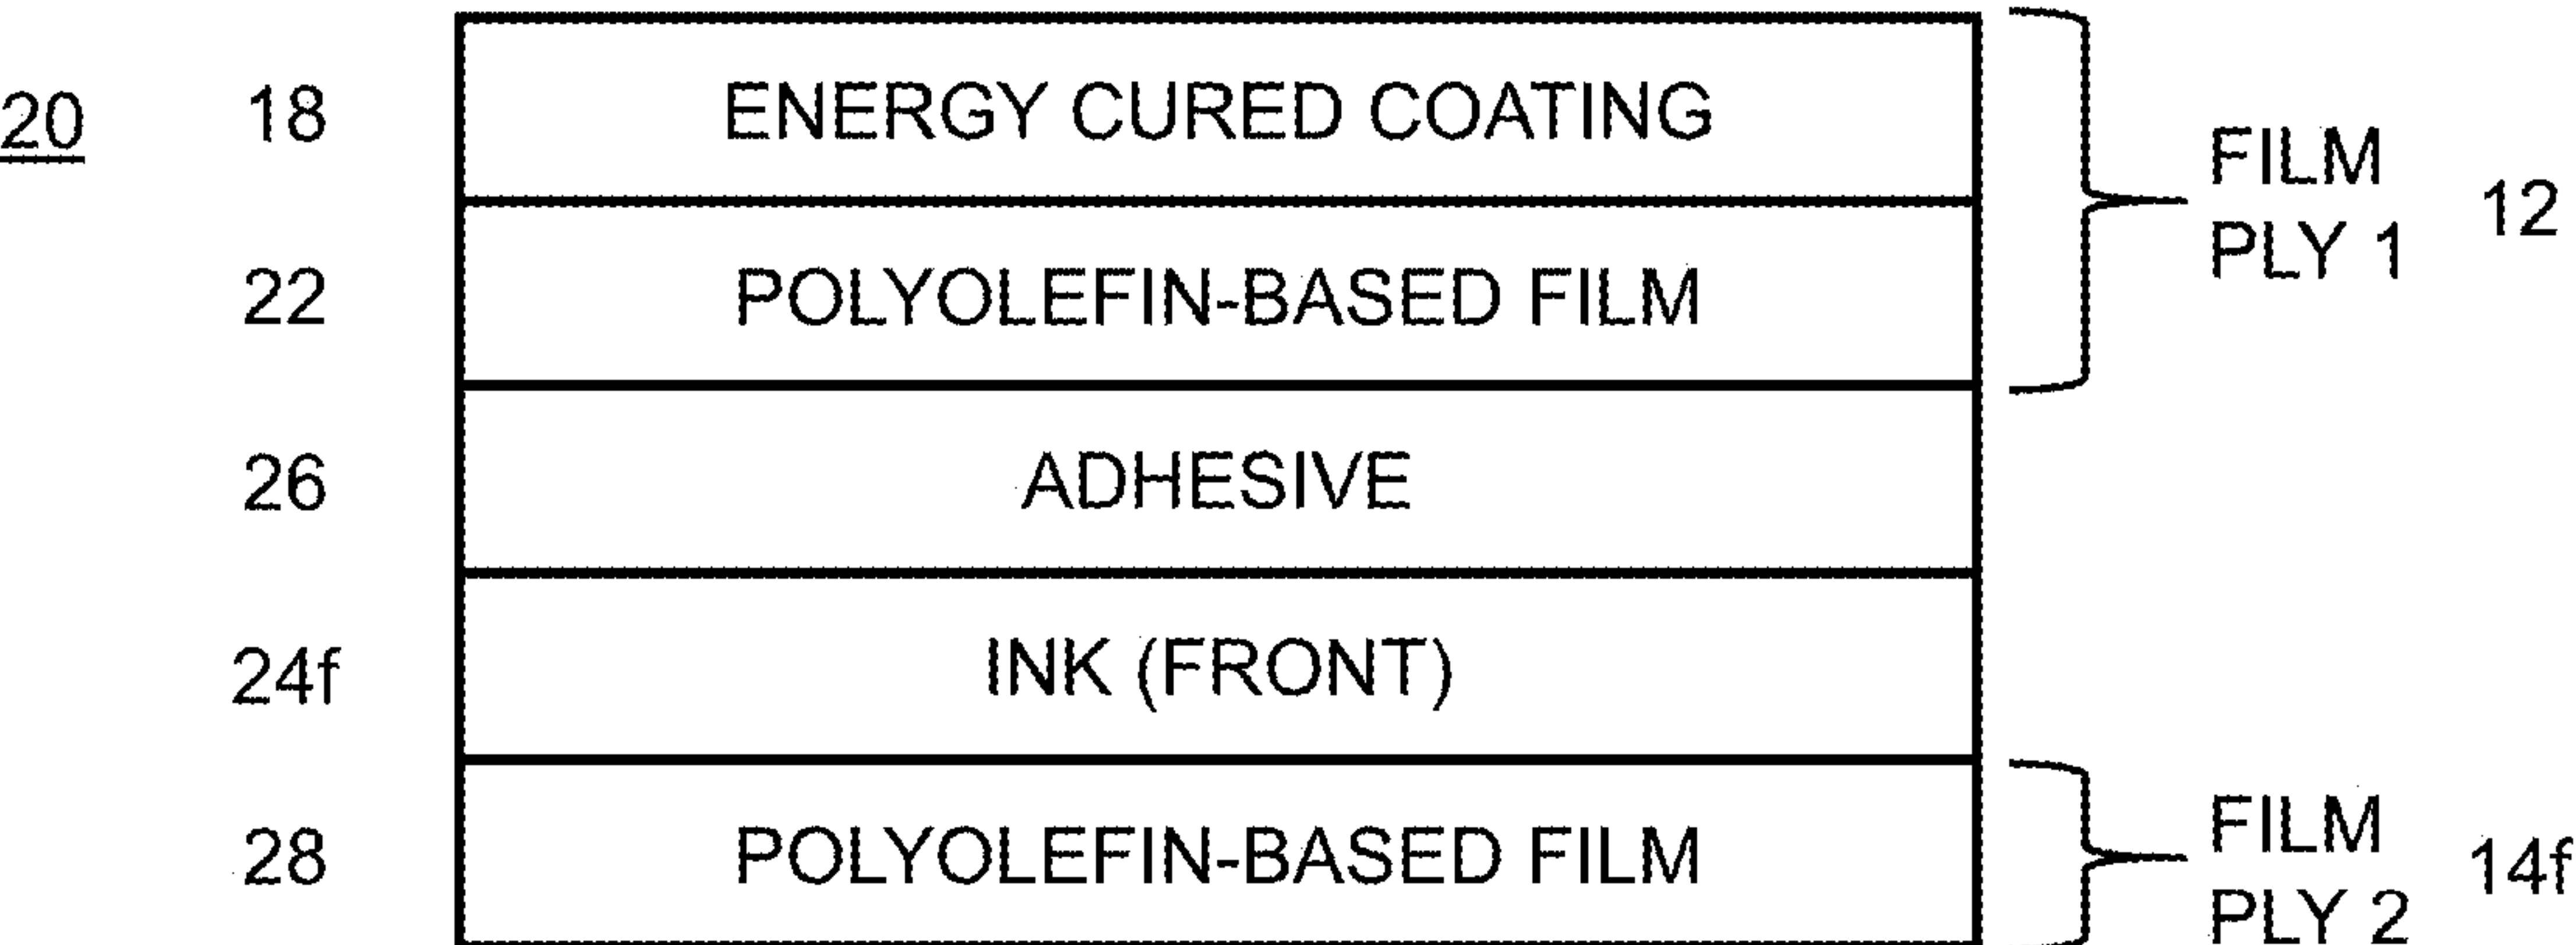 20
18 ENERGY CURED COATING
FILM
PLY 1 12
22 POLYOLEFIN-BASED FILM
26 ADHESIVE
24f INK (FRONT)
28 POLYOLEFIN-BASED FILM
FILM
PLY 2 14f